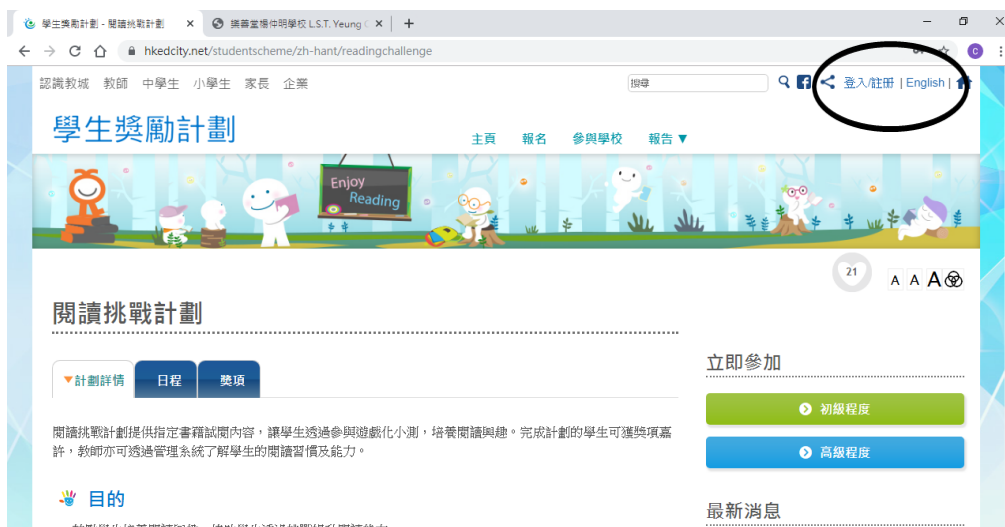 學生獎勵計劃 - 閱讀挑戰計劃
樂善堂楊仲明學校 L.S.T. Yeung C
hkedcity.net/studentscheme/zh-hant/readingchallenge
認識教城 教師 中學生 小學生 家長 企業
搜尋
登入/註冊 | English |
學生獎勵計劃
主頁 報名 參與學校 報告 ▼
Enjoy
Reading
21
A A A
閱讀挑戰計劃
▼計劃詳情 日程 獎項
閱讀挑戰計劃提供指定書籍試閱內容，讓學生透過參與遊戲化小測，培養閱讀興趣。完成計劃的學生可獲獎項嘉
許，教師亦可透過管理系統了解學生的閱讀習慣及能力。
目的
立即參加
初級程度
高級程度
最新消息